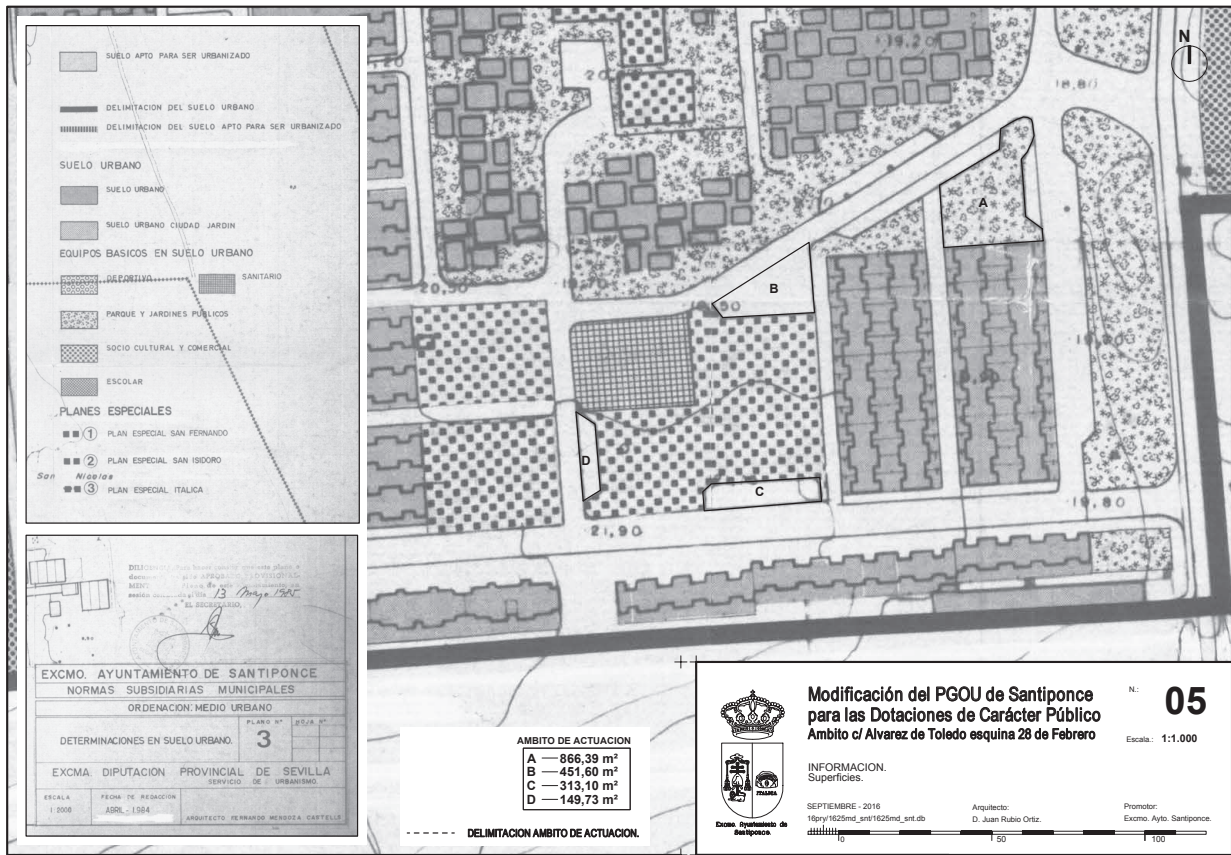 SUELO APTO PARA SER URBANIZADO
DELIMITACION DEL SUELO URBANO
DELIMITACION DEL SUELO APTO PARA SER URBANIZADO
SUELO URBANO
SUELO URBANO
SUELO URBANO CIUDAD JARDIN
EQUIPOS BASICOS EN SUELO URBANO
DEPORTIVO
SANITARIO
PARQUE Y JARDINES PUBLICOS
SOCIO CULTURAL Y COMERCIAL
ESCOLAR
PLANES ESPECIALES
1 PLAN ESPECIAL SAN FERNANDO
2 PLAN ESPECIAL SAN ISIDORO
San Nicolas
3 PLAN ESPECIAL ITALICA
N
19,20
18,80
A
B
C
D
20,50
19,70
21,90
19,80
13 Mayo 1985
EL SECRETARIO,
EXCMO. AYUNTAMIENTO DE SANTIPONCE
NORMAS SUBSIDIARIAS MUNICIPALES
ORDENACION: MEDIO URBANO
DETERMINACIONES EN SUELO URBANO.
PLANO Nº
3
HOJA Nº
EXCMA. DIPUTACION PROVINCIAL DE SEVILLA
SERVICIO DE URBANISMO.
ESCALA
1:2000
FECHA DE REDACCION
ABRIL - 1984
ARQUITECTO FERNANDO MENDOZA CASTELLS
AMBITO DE ACTUACION
A — 866,39 m²
B — 451,60 m²
C — 313,10 m²
D — 149,73 m²
DELIMITACION AMBITO DE ACTUACION.
Modificación del PGOU de Santiponce
para las Dotaciones de Carácter Público
Ambito c/ Alvarez de Toledo esquina 28 de Febrero
N.: 05
Escala.: 1:1.000
INFORMACION.
Superficies.
ITALICA
Excmo. Ayuntamiento de
Santiponce.
SEPTIEMBRE - 2016
16pry/1625md_snt/1625md_snt.db
Arquitecto:
D. Juan Rubio Ortiz.
Promotor:
Excmo. Ayto. Santiponce.
0 50 100